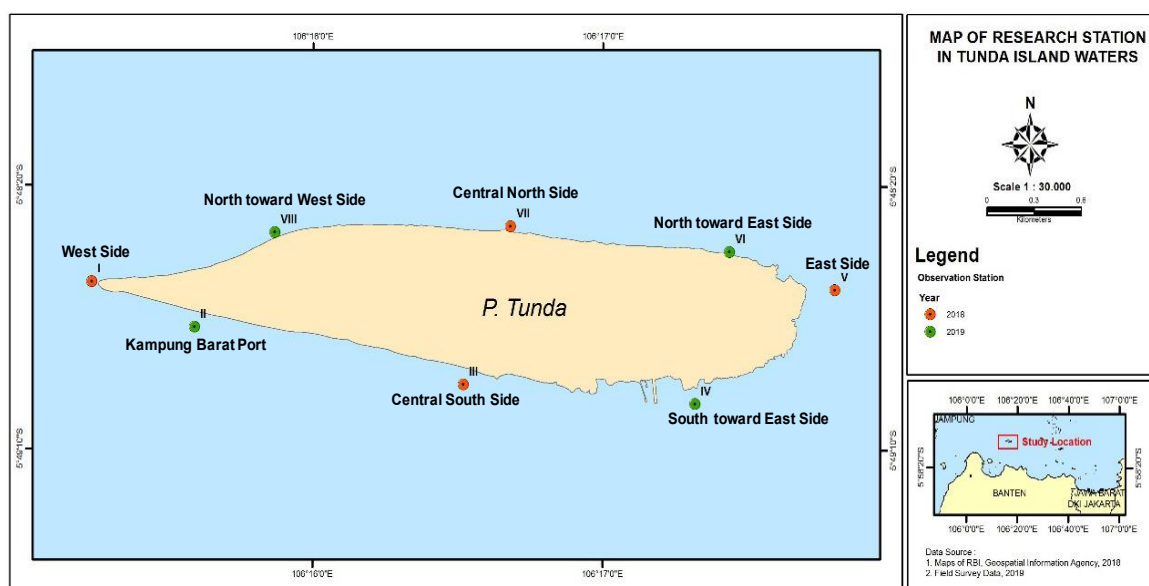 106°18'0"E
106°17'0"E
5°48'20"S
5°48'20"S
North toward West Side
VIII
Central North Side
VII
North toward East Side
VI
West Side
I
East Side
V
P. Tunda
II
Kampung Barat Port
III
Central South Side
IV
South toward East Side
5°49'10"S
5°49'10"S
106°16'0"E
106°17'0"E
MAP OF RESEARCH STATION
IN TUNDA ISLAND WATERS
N
Scale 1 : 30.000
0 0.3 0.6
Kilometers
Legend
Observation Station
Year
2018
2019
106°0'0"E 106°20'0"E 106°40'0"E 107°0'0"E
Study Location
5°58'20"S
5°58'20"S
BANTEN
JAWA BARAT
DKI JAKARTA
106°0'0"E 106°20'0"E 106°40'0"E 107°0'0"E
Data Source :
1. Maps of RBI, Geospatial Information Agency, 2018
2. Field Survey Data, 2019